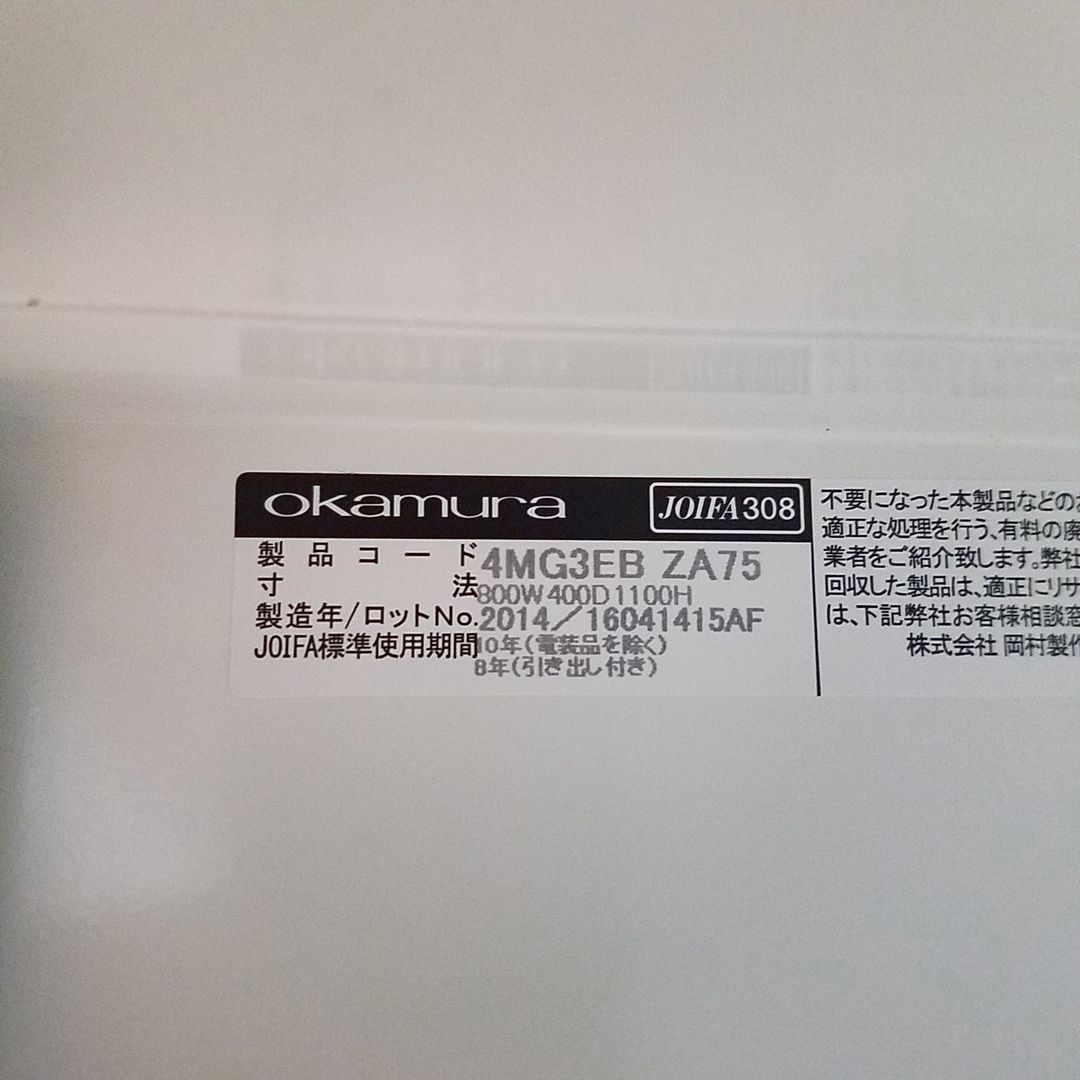 okamura JOIFA308
製品コード 4MG3EB ZA75
寸法 800W400D1100H
製造年/ロットNo. 2014/16041415AF
JOIFA標準使用期間 10年(電装品を除く)
8年(引き出し付き)
不要になった本製品などのお
適正な処理を行う、有料の廃
業者をご紹介致します。弊社
回収した製品は、適正にリサ
は、下記弊社お客様相談窓
株式会社 岡村製作